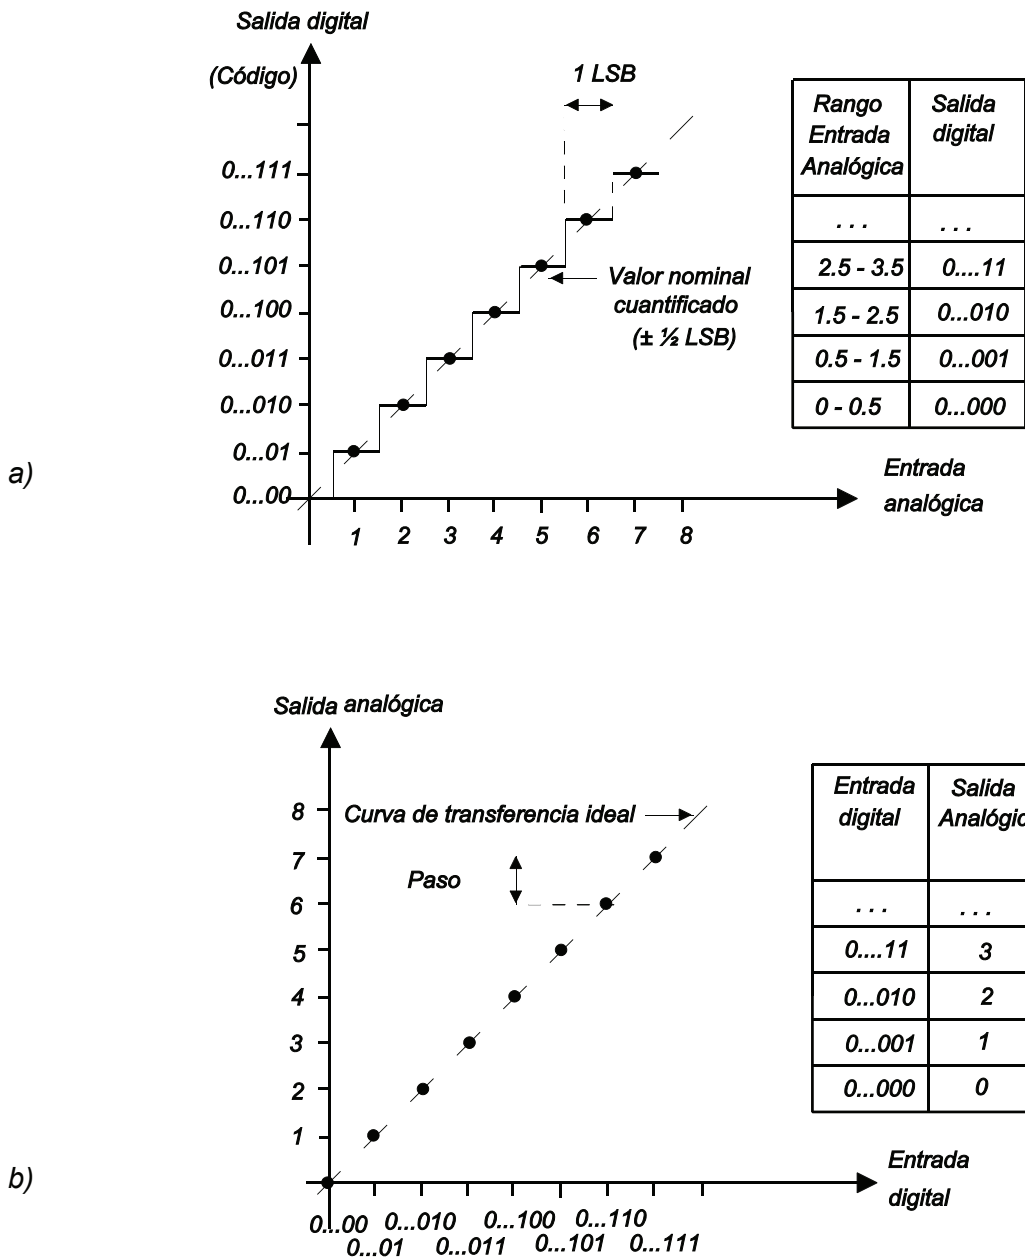 Salida digital
(Código)
1 LSB
0...111
0...110
0...101
0...100
0...011
0...010
0...01
0...00
Valor nominal
cuantificado
(± ½ LSB)
1 2 3 4 5 6 7 8
Entrada
analógica
Rango Entrada Analógica | Salida digital
. . . | . . .
2.5 - 3.5 | 0....11
1.5 - 2.5 | 0...010
0.5 - 1.5 | 0...001
0 - 0.5 | 0...000
a)
Salida analógica
8
7
6
5
4
3
2
1
Curva de transferencia ideal
Paso
0...00 0...010 0...100 0...110
0...01 0...011 0...101 0...111
Entrada
digital
Entrada digital | Salida Analógic
. . . | . . .
0....11 | 3
0...010 | 2
0...001 | 1
0...000 | 0
b)